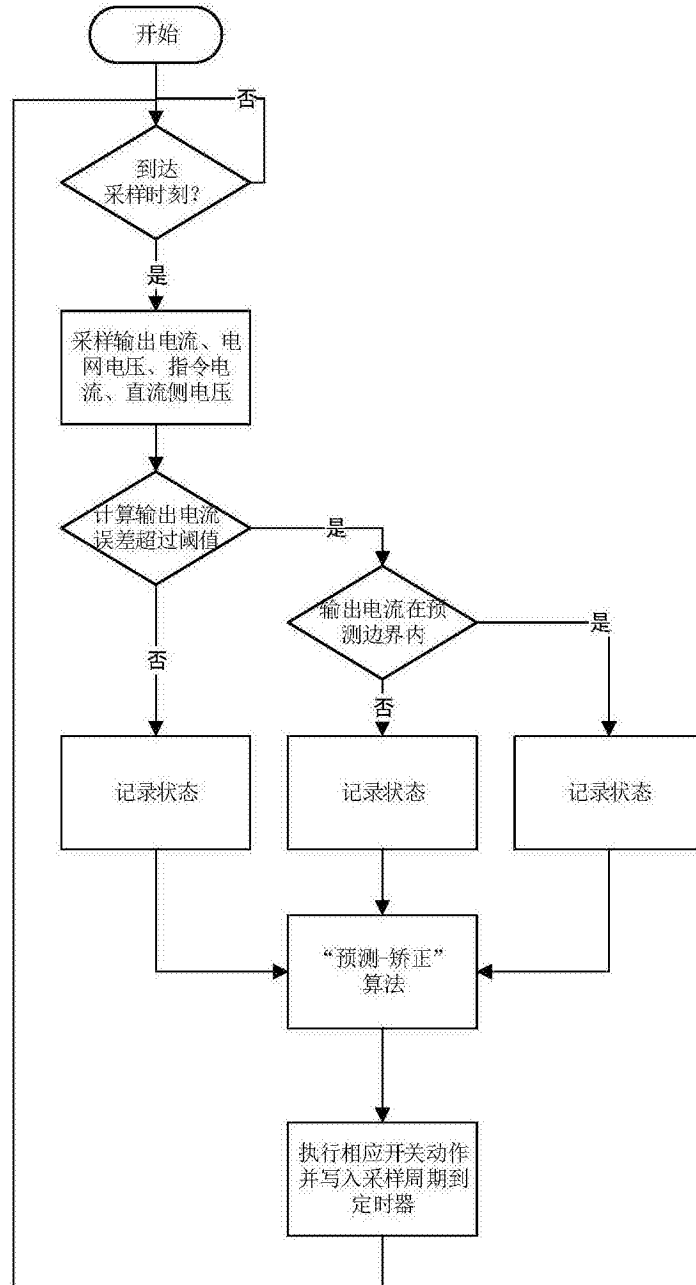 开始
否
到达
采样时刻？
是
采样输出电流、电
网电压、指令电
流、直流侧电压
计算输出电流
误差超过阈值
是
输出电流在预
测边界内
是
否
否
记录状态
记录状态
记录状态
“预测-矫正”
算法
执行相应开关动作
并写入采样周期到
定时器